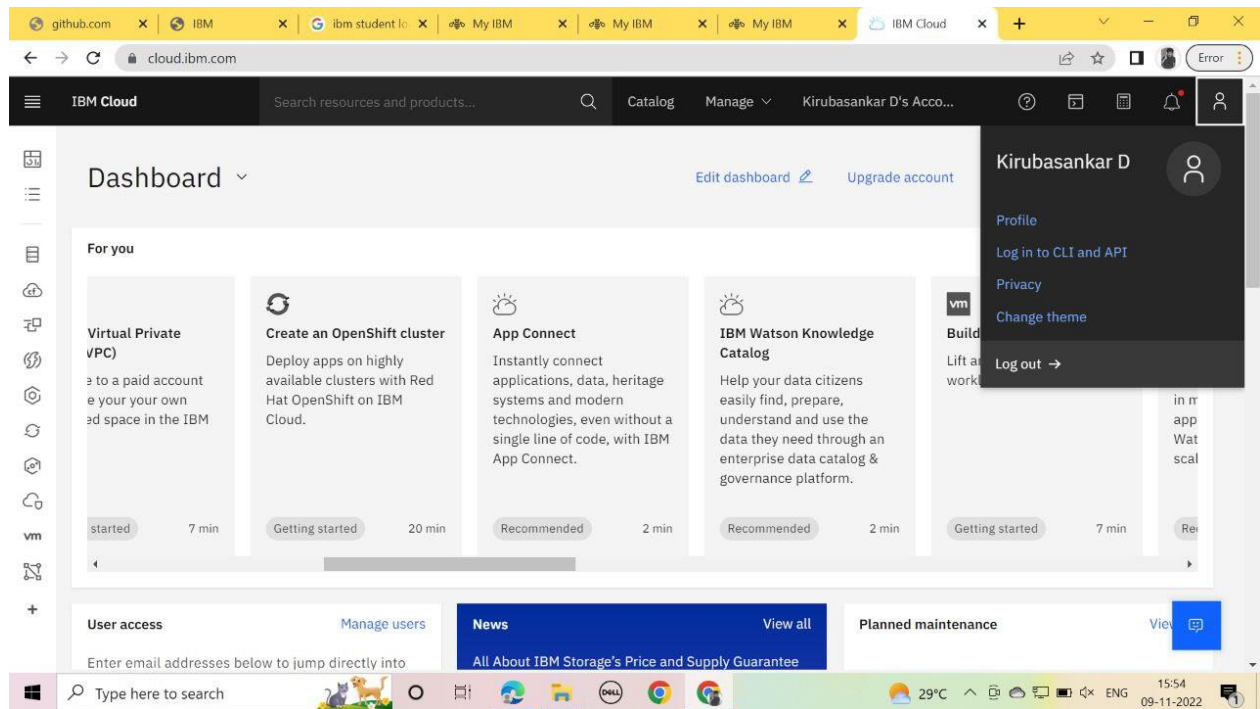 github.com
IBM
ibm student lo
My IBM
My IBM
My IBM
IBM Cloud
cloud.ibm.com
Error
IBM Cloud
Search resources and products...
Catalog
Manage
Kirubasankar D's Acco...
Dashboard
Edit dashboard
Upgrade account
Kirubasankar D
Profile
Log in to CLI and API
Privacy
Change theme
Log out →
For you
Virtual Private
VPC)
e to a paid account
e your your own
ed space in the IBM
started
7 min
Create an OpenShift cluster
Deploy apps on highly
available clusters with Red
Hat OpenShift on IBM
Cloud.
Getting started
20 min
App Connect
Instantly connect
applications, data, heritage
systems and modern
technologies, even without a
single line of code, with IBM
App Connect.
Recommended
2 min
IBM Watson Knowledge
Catalog
Help your data citizens
easily find, prepare,
understand and use the
data they need through an
enterprise data catalog &
governance platform.
Recommended
2 min
vm
Build
Lift a
work
Getting started
7 min
in m
app
Wat
scal
Re
vm
User access
Manage users
Enter email addresses below to jump directly into
News
View all
All About IBM Storage's Price and Supply Guarantee
Planned maintenance
View
Type here to search
DELL
29°C
ENG
15:54
09-11-2022
1